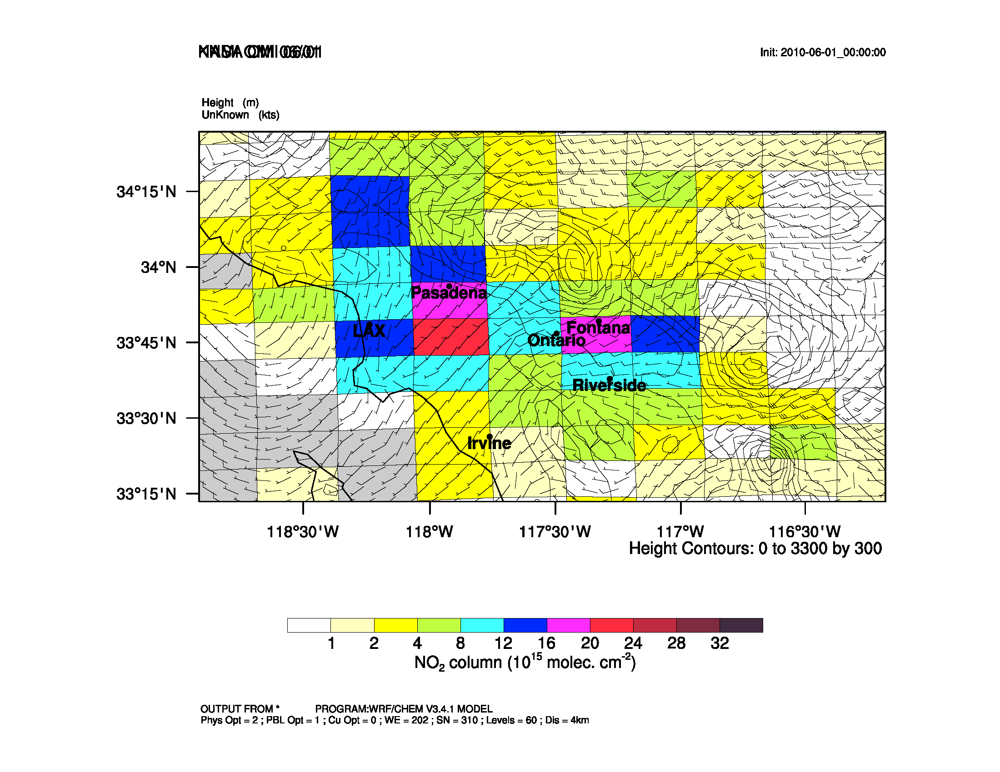 OMI 06/01
Init: 2010-06-01_00:00:00
Height (m)
UnKnown (kts)
34°15'N
34°N
33°45'N
33°30'N
33°15'N
Pasadena
LAX
Fontana
Ontario
Riverside
Irvine
118°30'W 118°W 117°30'W 117°W 116°30'W
Height Contours: 0 to 3300 by 300
1 2 4 8 12 16 20 24 28 32
NO₂ column (10¹⁵ molec. cm⁻²)
OUTPUT FROM * PROGRAM:WRF/CHEM V3.4.1 MODEL
Phys Opt = 2 ; PBL Opt = 1 ; Cu Opt = 0 ; WE = 202 ; SN = 310 ; Levels = 60 ; Dis = 4km